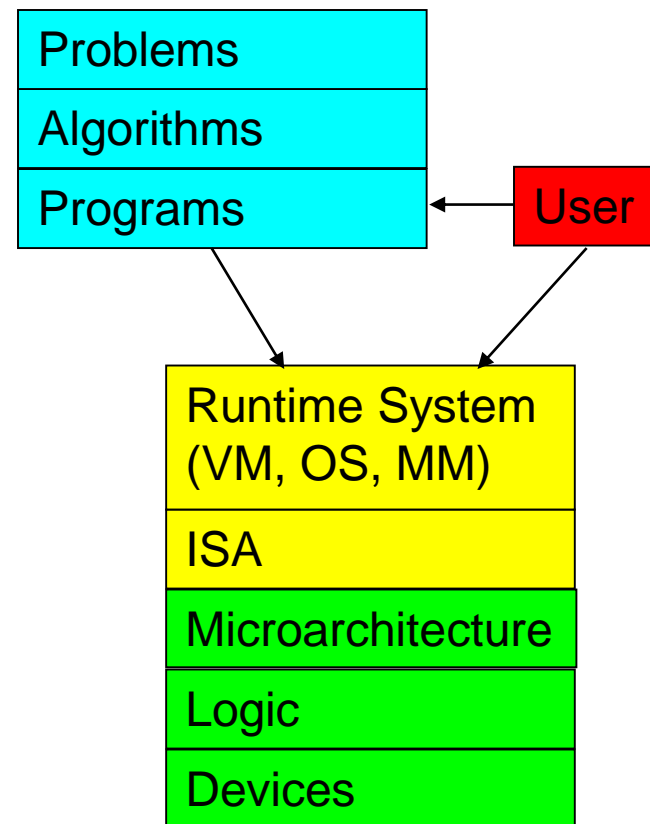 Problems
Algorithms
Programs
User
Runtime System
(VM, OS, MM)
ISA
Microarchitecture
Logic
Devices